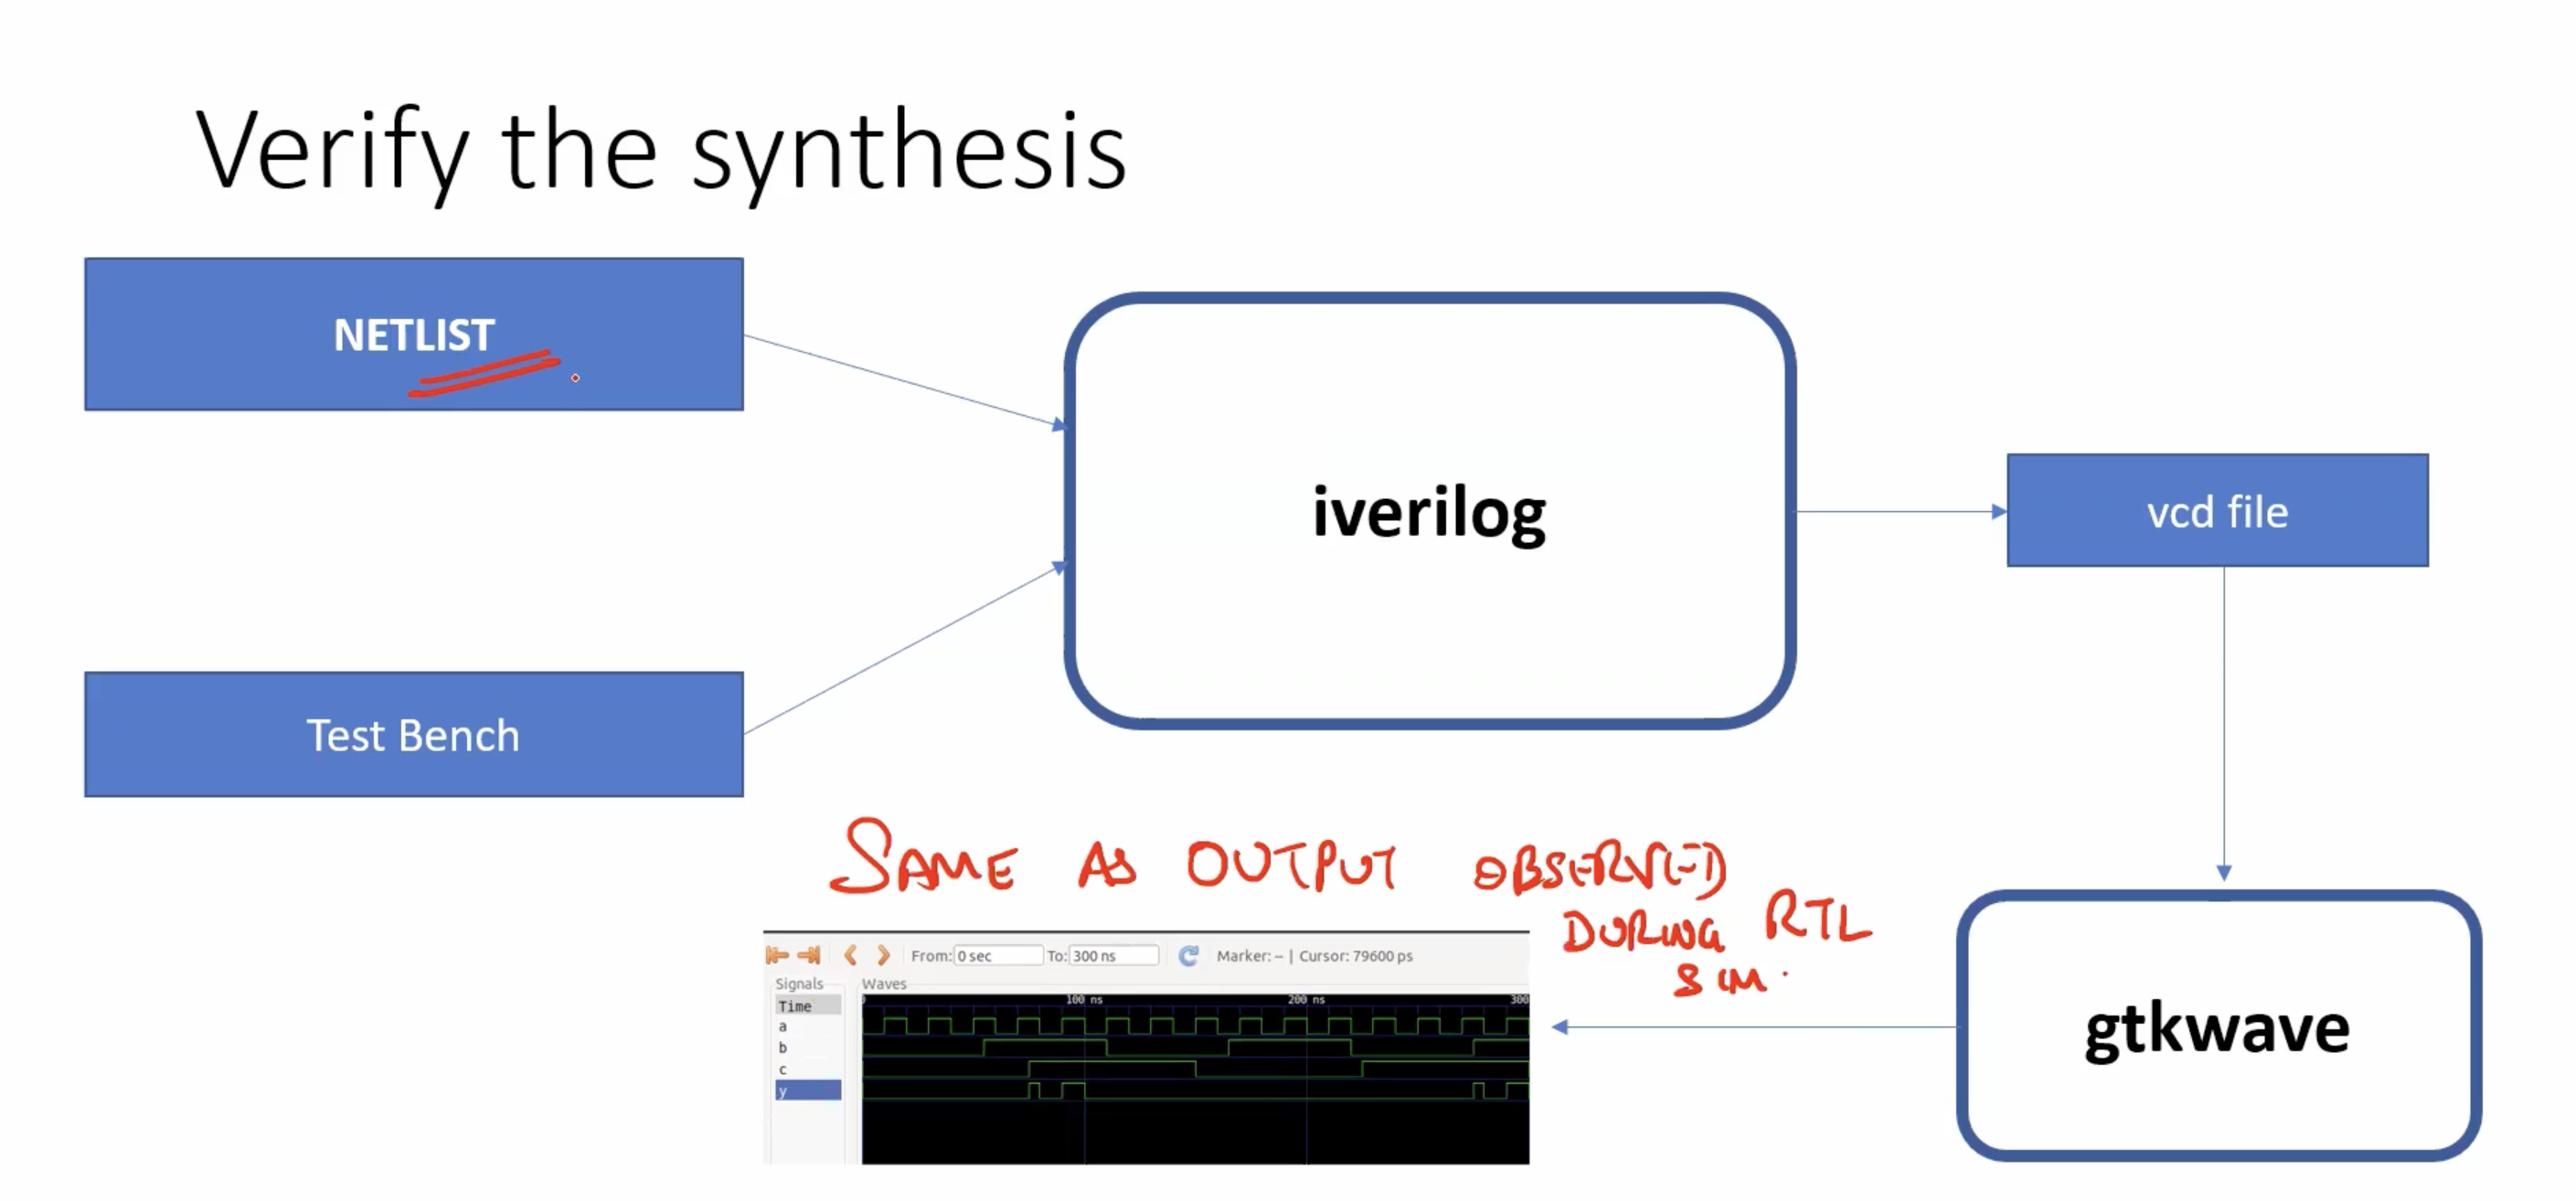 Verify the synthesis
NETLIST
iverilog
vcd file
Test Bench
SAME AS OUTPUT OBSERVED
DURING RTL
SIM.
From: 0 sec To: 300 ns Marker: -- | Cursor: 79600 ps
Signals Waves
Time 0 100 ns 200 ns 300
a
b
c
y
gtkwave